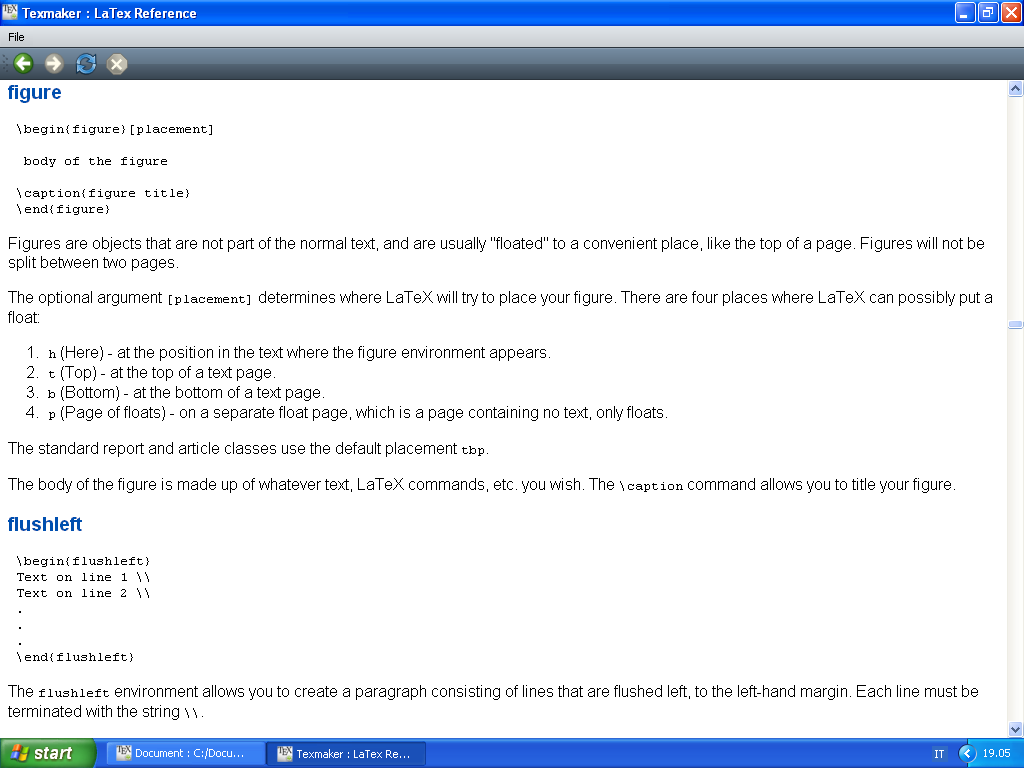 Texmaker : LaTex Reference
File
figure
\begin{figure}[placement]
body of the figure
\caption{figure title}
\end{figure}
Figures are objects that are not part of the normal text, and are usually "floated" to a convenient place, like the top of a page. Figures will not be
split between two pages.
The optional argument [placement] determines where LaTeX will try to place your figure. There are four places where LaTeX can possibly put a
float:
1. h (Here) - at the position in the text where the figure environment appears.
2. t (Top) - at the top of a text page.
3. b (Bottom) - at the bottom of a text page.
4. p (Page of floats) - on a separate float page, which is a page containing no text, only floats.
The standard report and article classes use the default placement tbp.
The body of the figure is made up of whatever text, LaTeX commands, etc. you wish. The \caption command allows you to title your figure.
flushleft
\begin{flushleft}
Text on line 1 \\
Text on line 2 \\
.
.
.
\end{flushleft}
The flushleft environment allows you to create a paragraph consisting of lines that are flushed left, to the left-hand margin. Each line must be
terminated with the string \\.
start
Document : C:/Docu...
Texmaker : LaTex Re...
IT
19.05